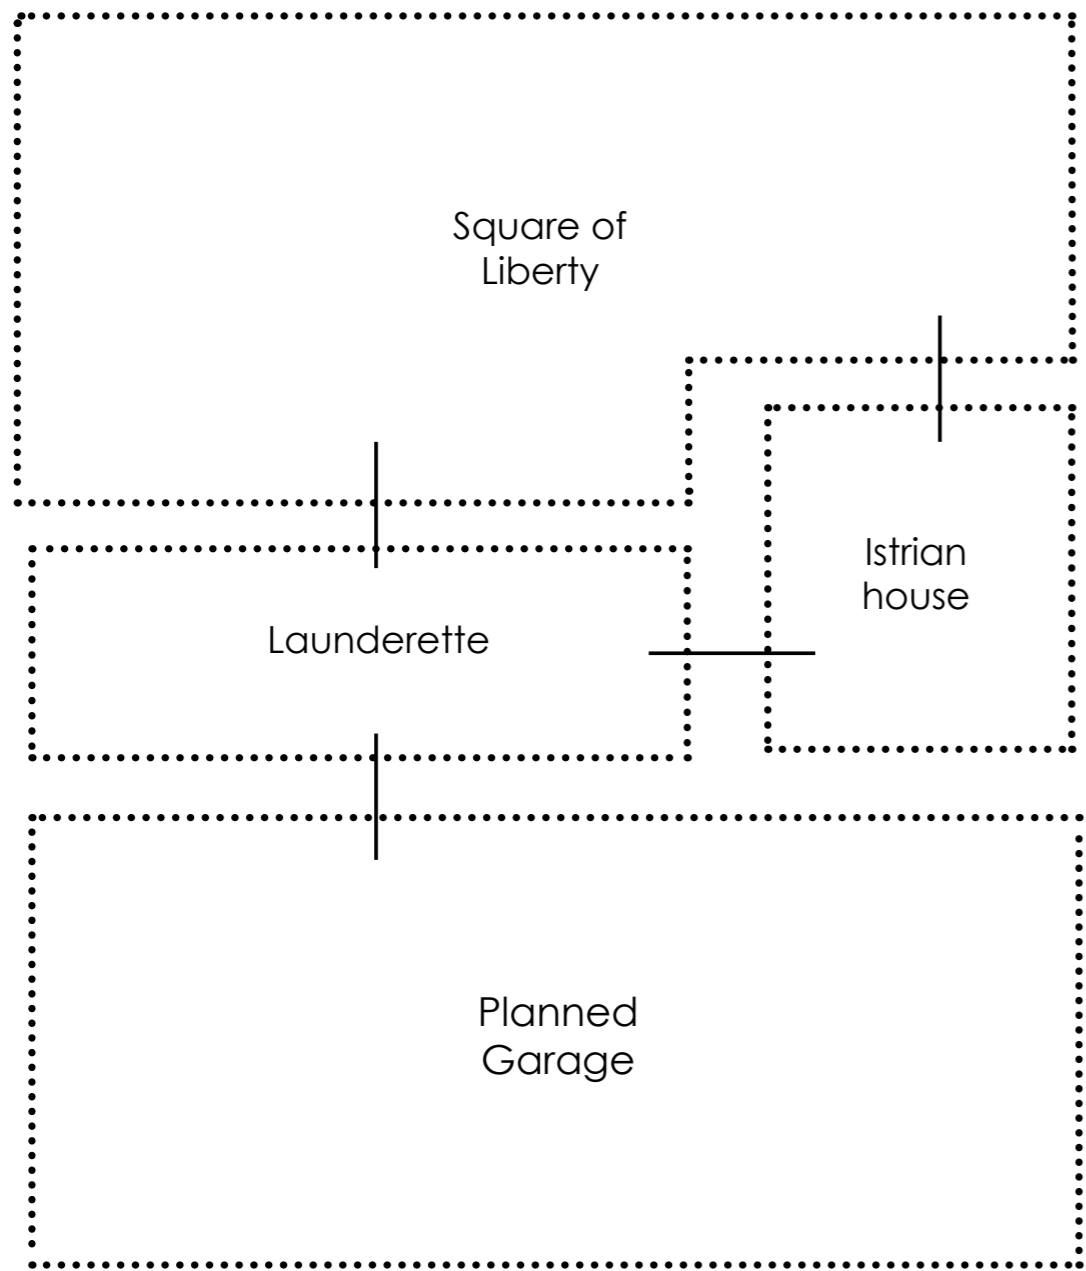 Square of
Liberty
Istrian
house
Launderette
Planned
Garage